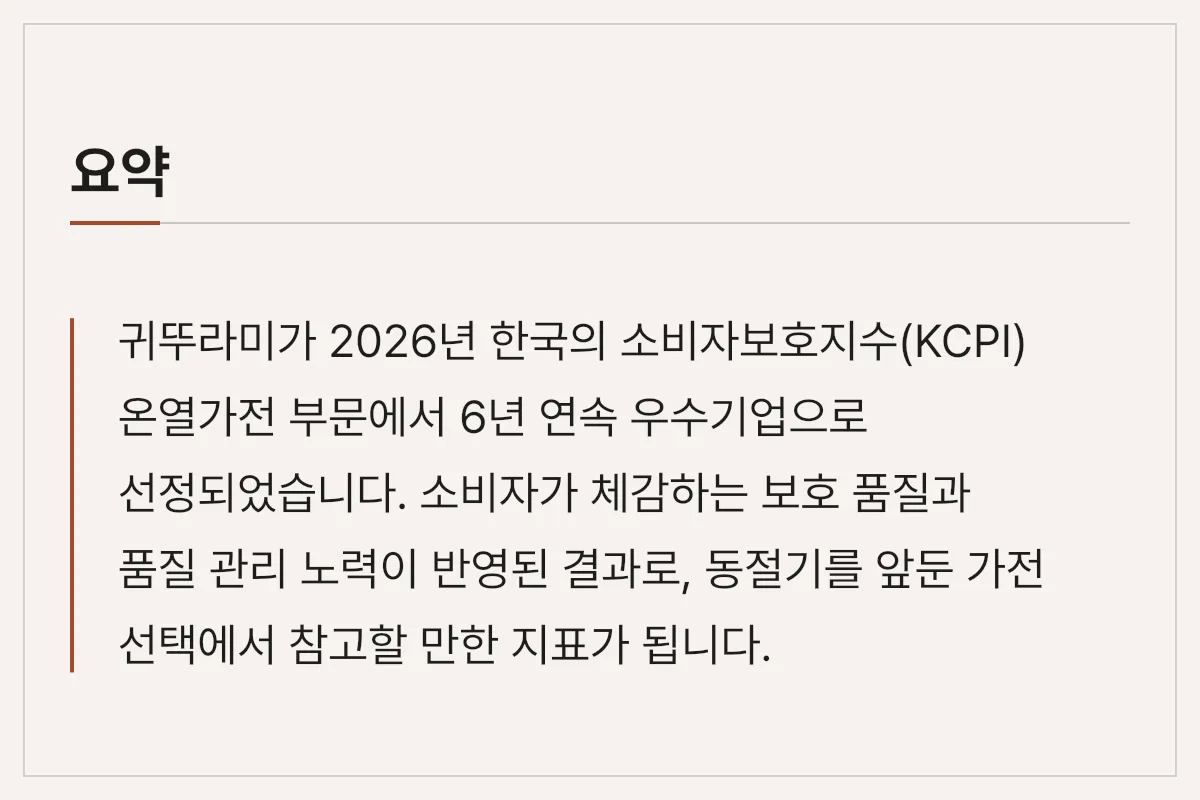 요약
귀뚜라미가 2026년 한국의 소비자보호지수(KCPI)
온열가전 부문에서 6년 연속 우수기업으로
선정되었습니다. 소비자가 체감하는 보호 품질과
품질 관리 노력이 반영된 결과로, 동절기를 앞둔 가전
선택에서 참고할 만한 지표가 됩니다.